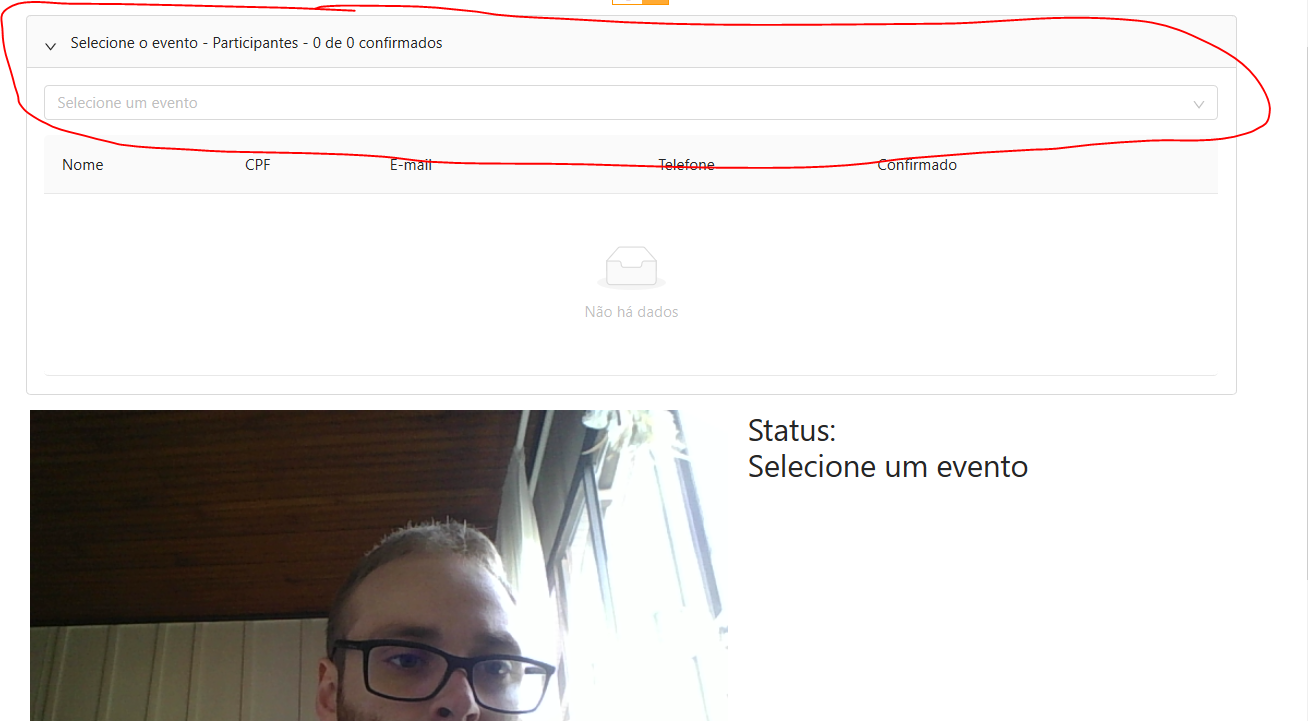 Selecione o evento - Participantes - 0 de 0 confirmados
Selecione um evento
Nome CPF E-mail Telefone Confirmado
Não há dados
Status:
Selecione um evento